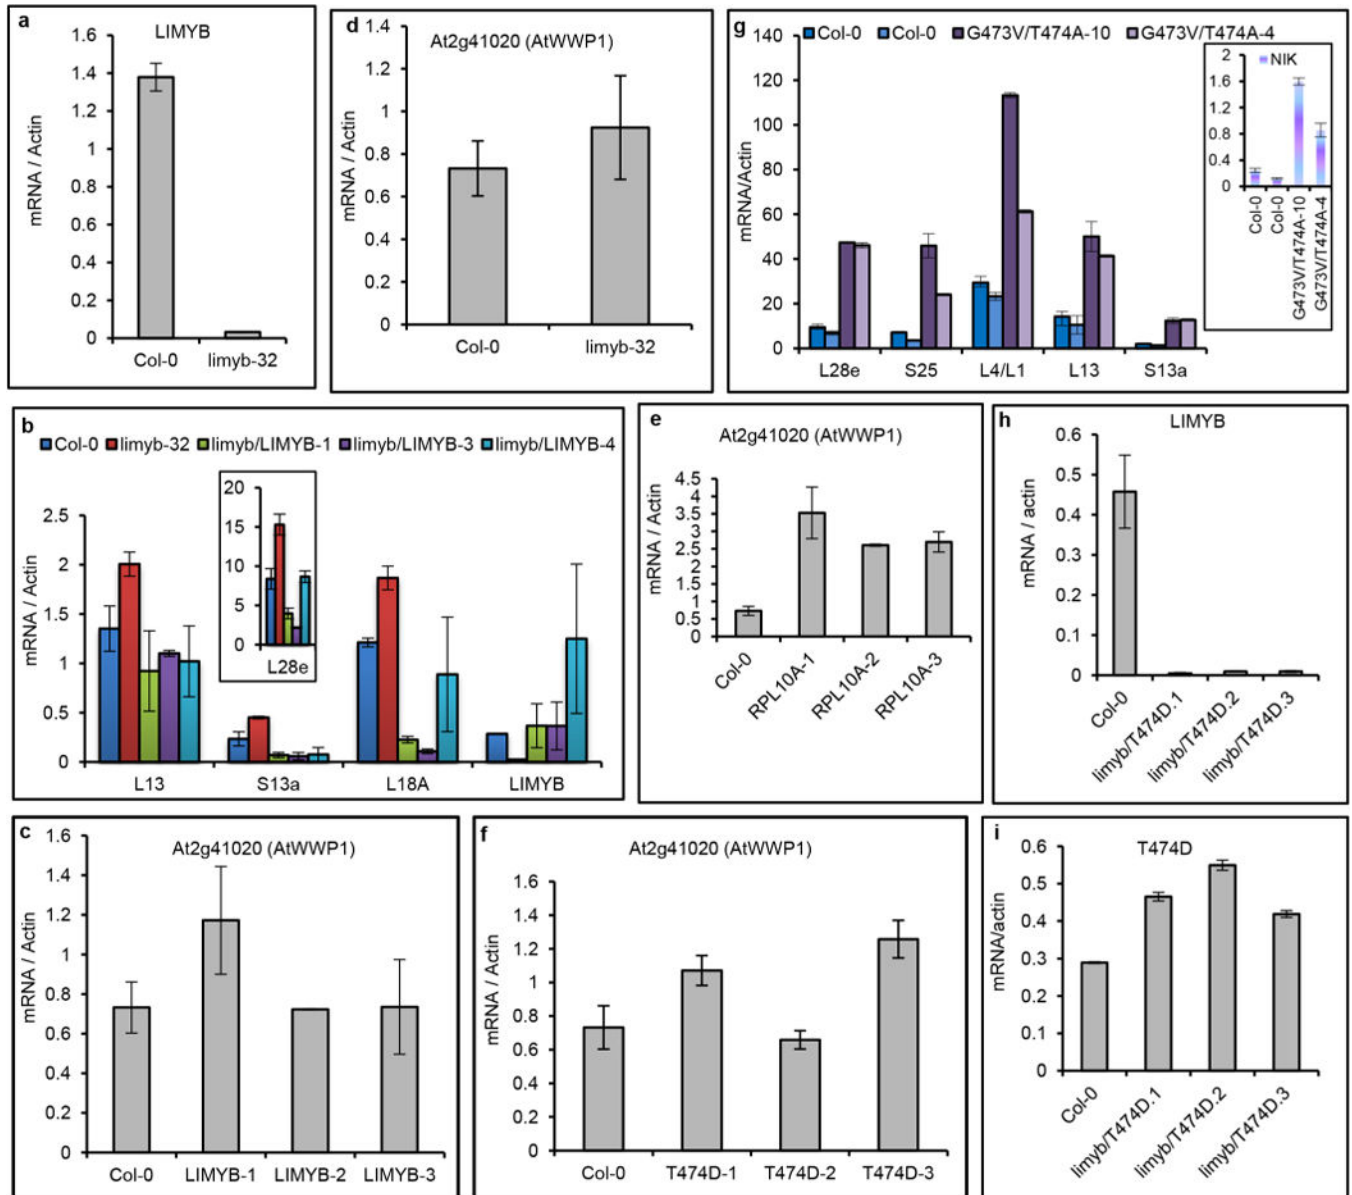 a
LIMYB
1.6
1.4
1.2
1
0.8
0.6
0.4
0.2
0
mRNA / Actin
Col-0 limyb-32
d
At2g41020 (AtWWP1)
1.4
1.2
1
0.8
0.6
0.4
0.2
0
mRNA / Actin
Col-0 limyb-32
g
Col-0 Col-0 G473V/T474A-10 G473V/T474A-4
140
120
100
80
60
40
20
0
mRNA/Actin
L28e S25 L4/L1 L13 S13a
NIK
2
1.6
1.2
0.8
0.4
0
Col-0
Col-0
G473V/T474A-10
G473V/T474A-4
b
Col-0 limyb-32 limyb/LIMYB-1 limyb/LIMYB-3 limyb/LIMYB-4
2.5
2
1.5
1
0.5
0
mRNA / Actin
L13 S13a L18A LIMYB
20
15
10
5
0
L28e
e
At2g41020 (AtWWP1)
4.5
4
3.5
3
2.5
2
1.5
1
0.5
0
mRNA / Actin
Col-0
RPL10A-1
RPL10A-2
RPL10A-3
h
LIMYB
0.6
0.5
0.4
0.3
0.2
0.1
0
mRNA / actin
Col-0
limyb/T474D.1
limyb/T474D.2
limyb/T474D.3
c
At2g41020 (AtWWP1)
1.6
1.4
1.2
1
0.8
0.6
0.4
0.2
0
mRNA / Actin
Col-0 LIMYB-1 LIMYB-2 LIMYB-3
f
At2g41020 (AtWWP1)
1.6
1.4
1.2
1
0.8
0.6
0.4
0.2
0
mRNA / Actin
Col-0 T474D-1 T474D-2 T474D-3
i
T474D
0.6
0.5
0.4
0.3
0.2
0.1
0
mRNA/actin
Col-0
limyb/T474D.1
limyb/T474D.2
limyb/T474D.3